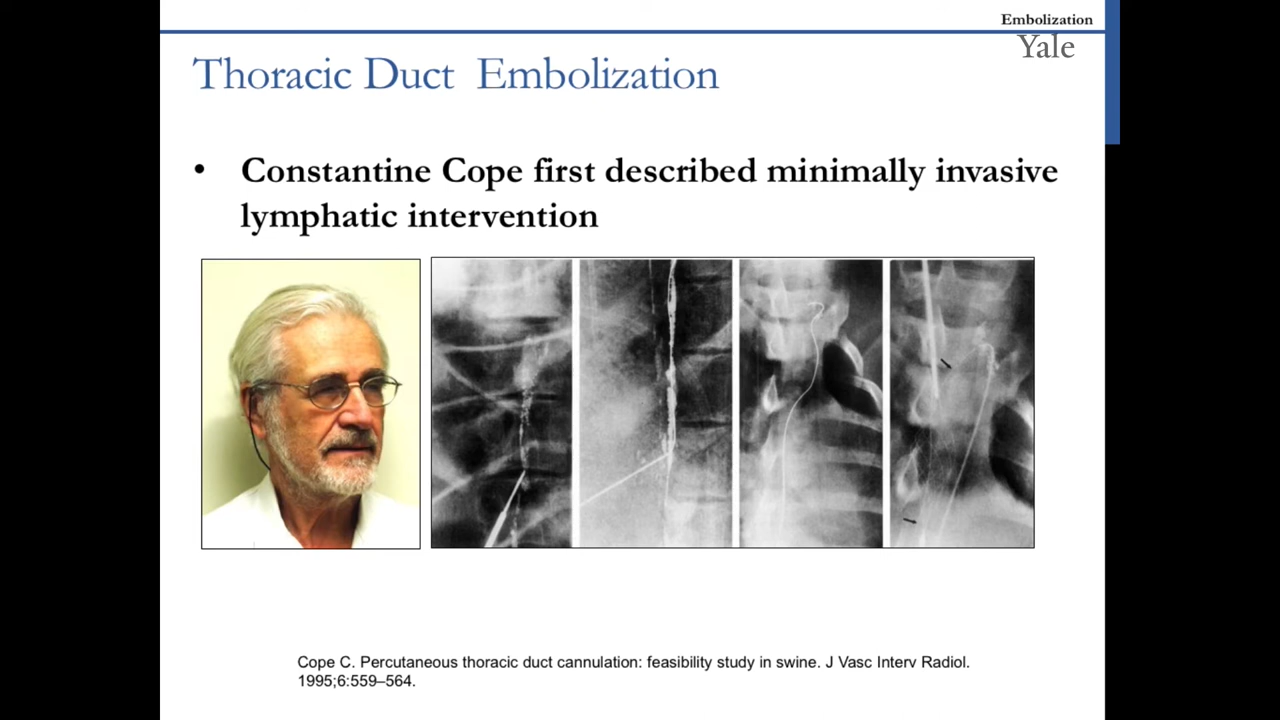 Embolization
Yale
Thoracic Duct Embolization
• Constantine Cope first described minimally invasive
lymphatic intervention
Cope C. Percutaneous thoracic duct cannulation: feasibility study in swine. J Vasc Interv Radiol.
1995;6:559–564.